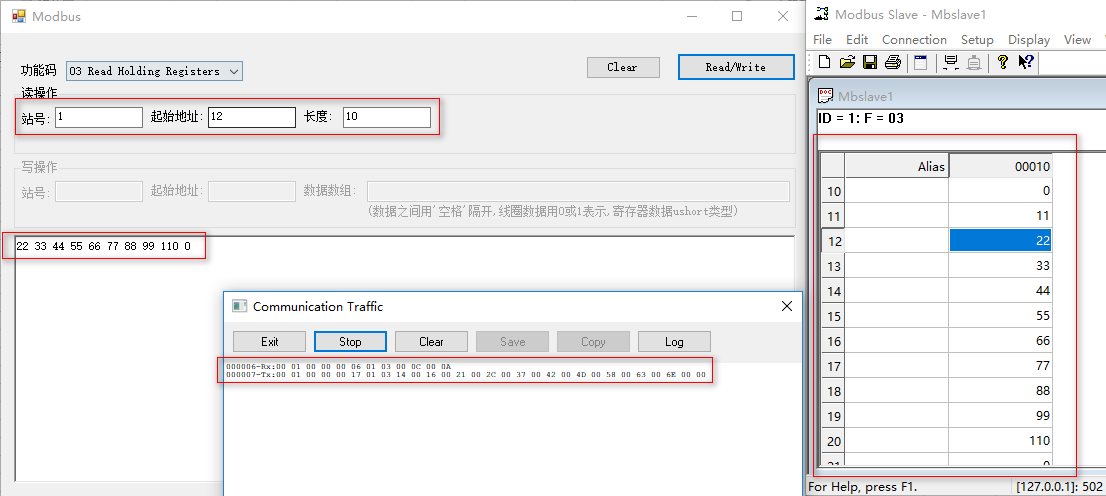 Modbus
功能码 03 Read Holding Registers Clear Read/Write
读操作
站号: 1 起始地址: 12 长度: 10
写操作
站号: 起始地址: 数据数组:
(数据之间用'空格'隔开,线圈数据用0或1表示,寄存器数据ushort类型)
22 33 44 55 66 77 88 99 110 0
Communication Traffic
Exit Stop Clear Save Copy Log
000006-Rx:00 01 00 00 00 06 01 03 00 0C 00 0A
000007-Tx:00 01 00 00 00 17 01 03 14 00 16 00 21 00 2C 00 37 00 42 00 4D 00 58 00 63 00 6E 00 00
Modbus Slave - Mbslave1
File Edit Connection Setup Display View
Mbslave1
ID = 1: F = 03
Alias 00010
10 0
11 11
12 22
13 33
14 44
15 55
16 66
17 77
18 88
19 99
20 110
21 0
For Help, press F1. [127.0.0.1]: 502